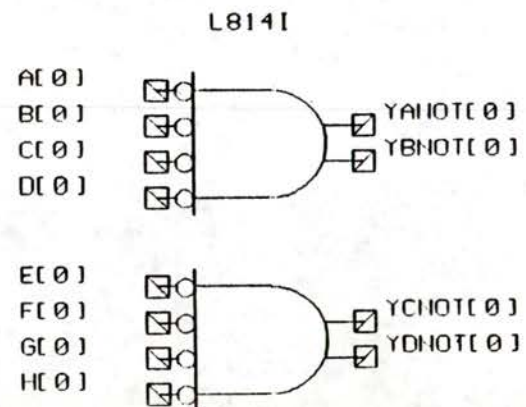 L814I
A[0]
B[0]
C[0]
D[0]
YANOT[0]
YBNOT[0]
E[0]
F[0]
G[0]
H[0]
YCNOT[0]
YDNOT[0]